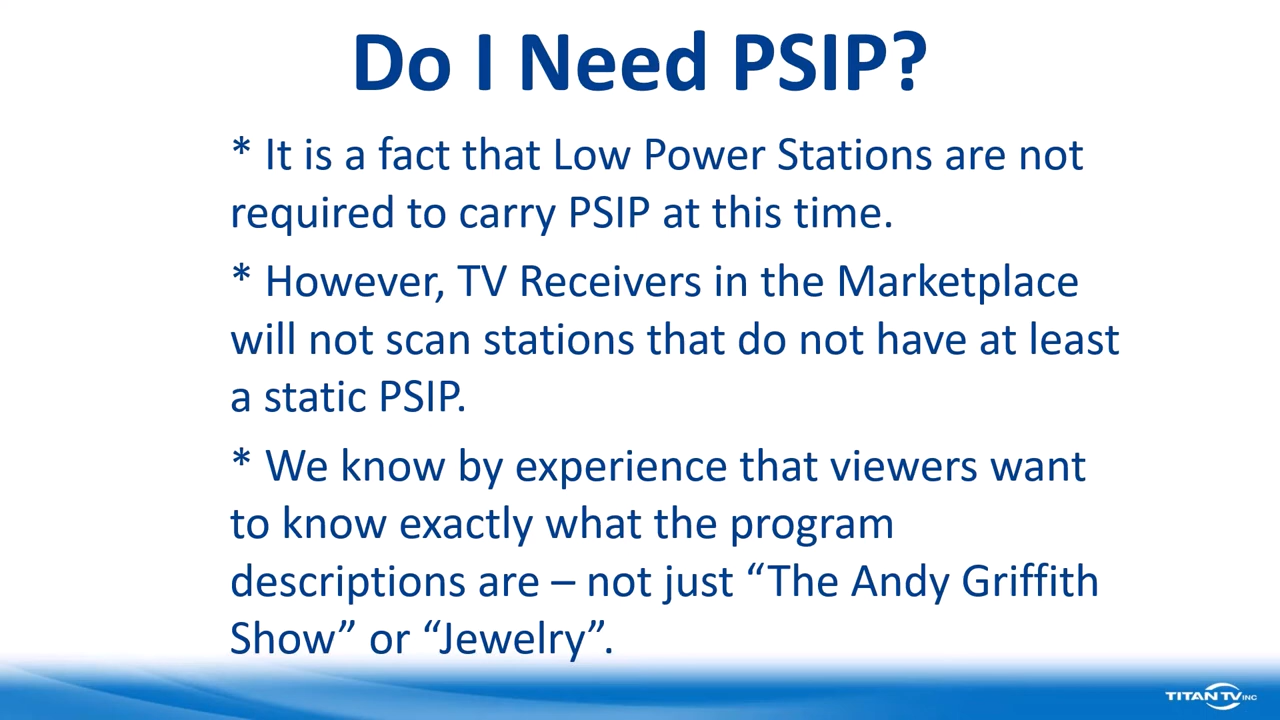 Do I Need PSIP?
* It is a fact that Low Power Stations are not
required to carry PSIP at this time.
* However, TV Receivers in the Marketplace
will not scan stations that do not have at least
a static PSIP.
* We know by experience that viewers want
to know exactly what the program
descriptions are – not just “The Andy Griffith
Show” or “Jewelry”.
TITAN TV INC